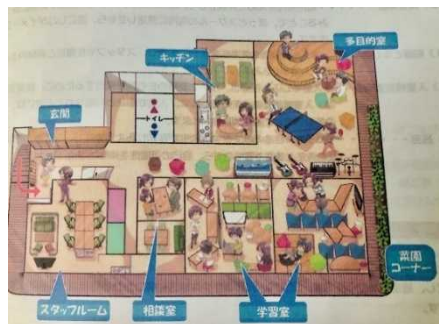 多目的室
キッチン
玄関
トイレ
菜園
コーナー
スタッフルーム
相談室
学習室